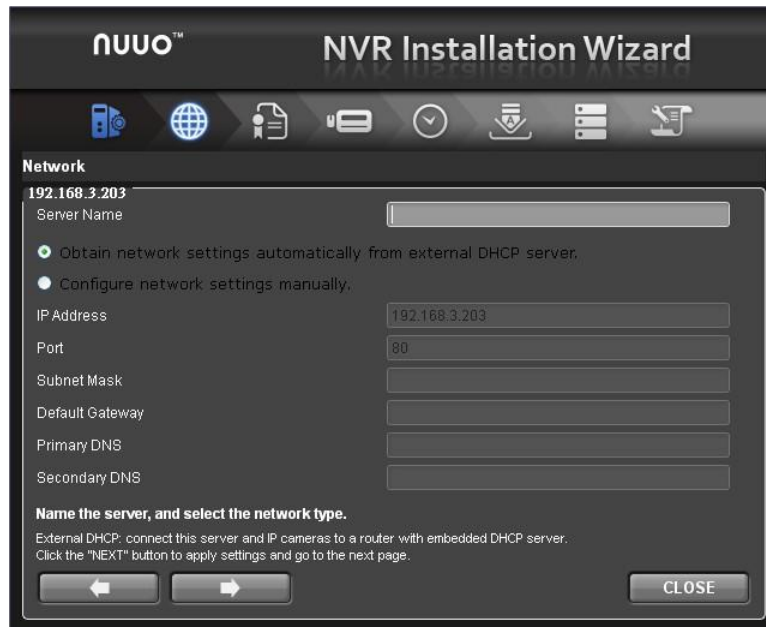 nuuo™
NVR Installation Wizard
Network
192.168.3.203
Server Name
Obtain network settings automatically from external DHCP server.
Configure network settings manually.
IP Address 192.168.3.203
Port 80
Subnet Mask
Default Gateway
Primary DNS
Secondary DNS
Name the server, and select the network type.
External DHCP: connect this server and IP cameras to a router with embedded DHCP server.
Click the "NEXT" button to apply settings and go to the next page.
CLOSE